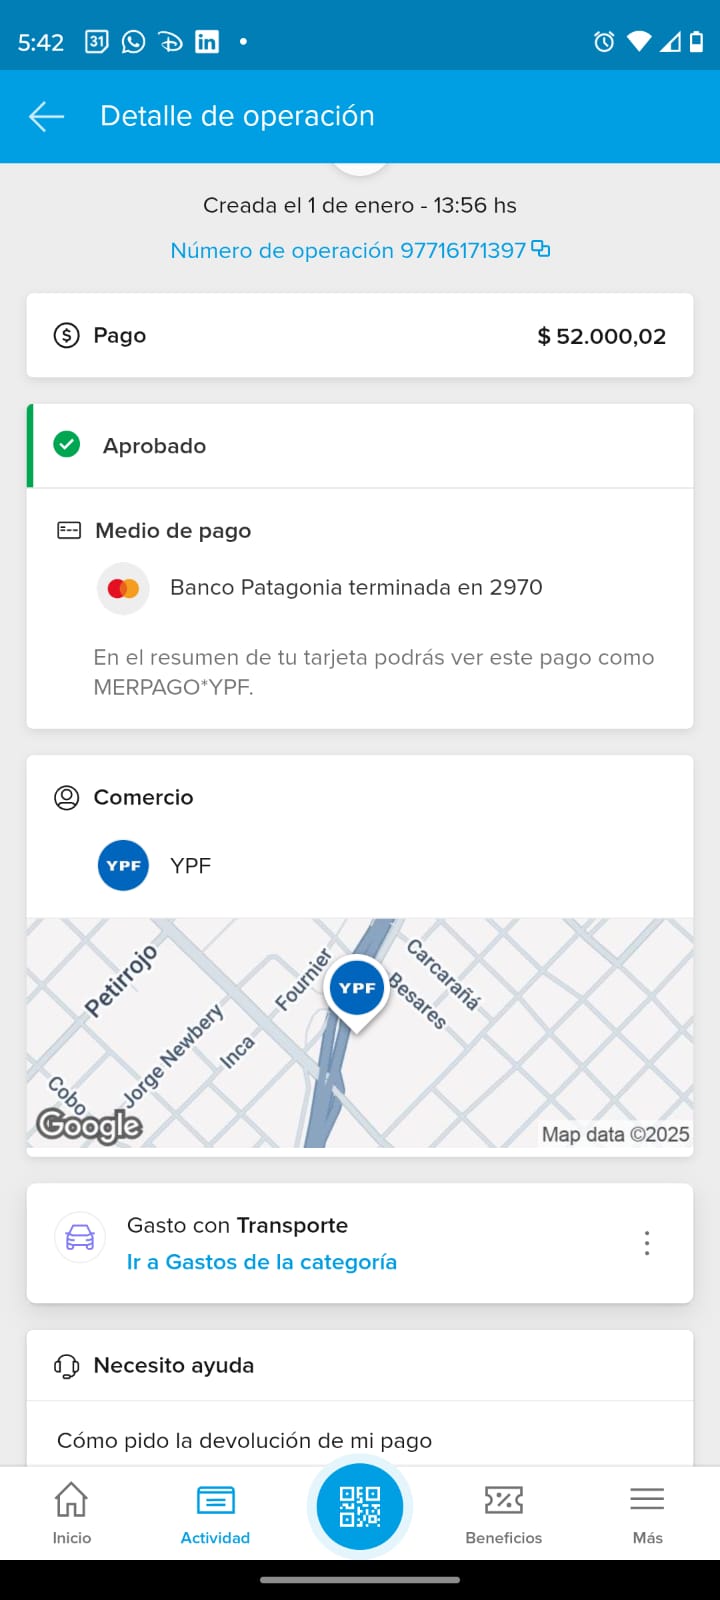 5:42
31
in
Detalle de operación
Creada el 1 de enero - 13:56 hs
Número de operación 97716171397
Pago
$ 52.000,02
Aprobado
Medio de pago
Banco Patagonia terminada en 2970
En el resumen de tu tarjeta podrás ver este pago como
MERPAGO*YPF.
Comercio
YPF
YPF
Petirrojo
Jorge Newbery
Cobo
Inca
Fournier
YPF
Besares
Carcarañá
Google
Map data ©2025
Gasto con Transporte
Ir a Gastos de la categoría
Necesito ayuda
Cómo pido la devolución de mi pago
Inicio
Actividad
Beneficios
Más